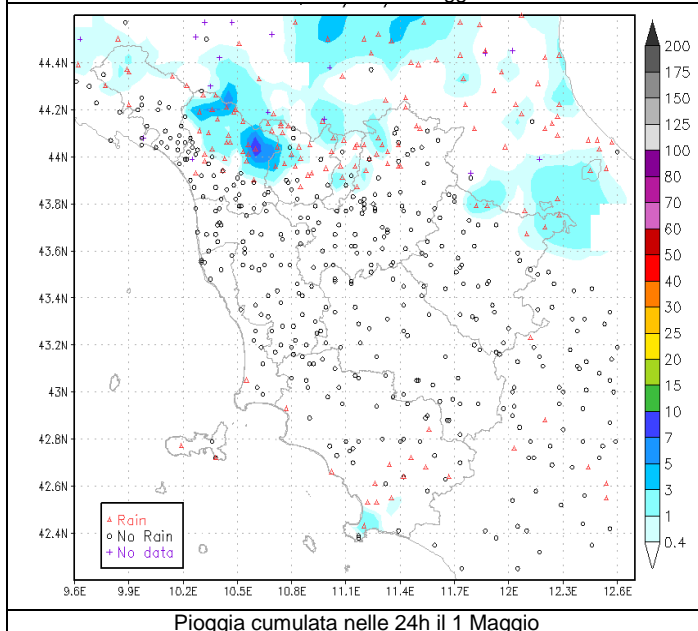 44.4N
44.2N
44N
43.8N
43.6N
43.4N
43.2N
43N
42.8N
42.6N
42.4N
9.6E 9.9E 10.2E 10.5E 10.8E 11.1E 11.4E 11.7E 12E 12.3E 12.6E
Rain
No Rain
No data
200
175
150
125
100
80
70
60
50
40
30
25
20
15
10
7
5
3
1
0.4
Pioggia cumulata nelle 24h il 1 Maggio